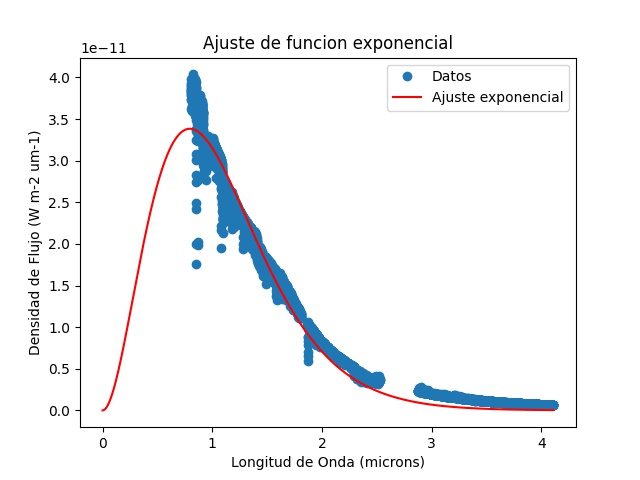 Ajuste de funcion exponencial
1e−11
Datos
Ajuste exponencial
4.0
3.5
3.0
2.5
2.0
1.5
1.0
0.5
0.0
Densidad de Flujo (W m-2 um-1)
0 1 2 3 4
Longitud de Onda (microns)